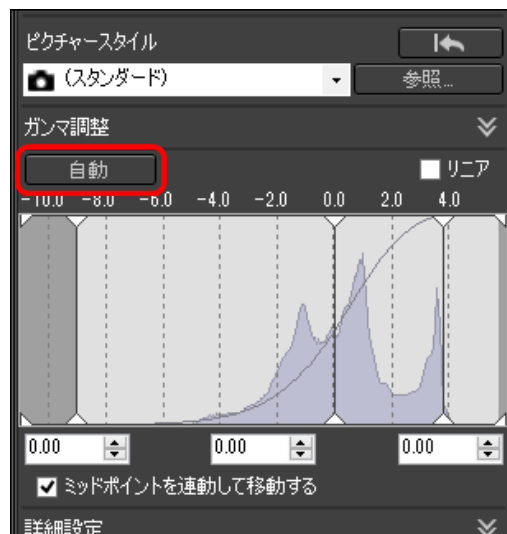 ピクチャースタイル
(スタンダード)
参照...
ガンマ調整
自動
リニア
-10.0 -8.0 -6.0 -4.0 -2.0 0.0 2.0 4.0
0.00 0.00 0.00
ミッドポイントを連動して移動する
詳細設定